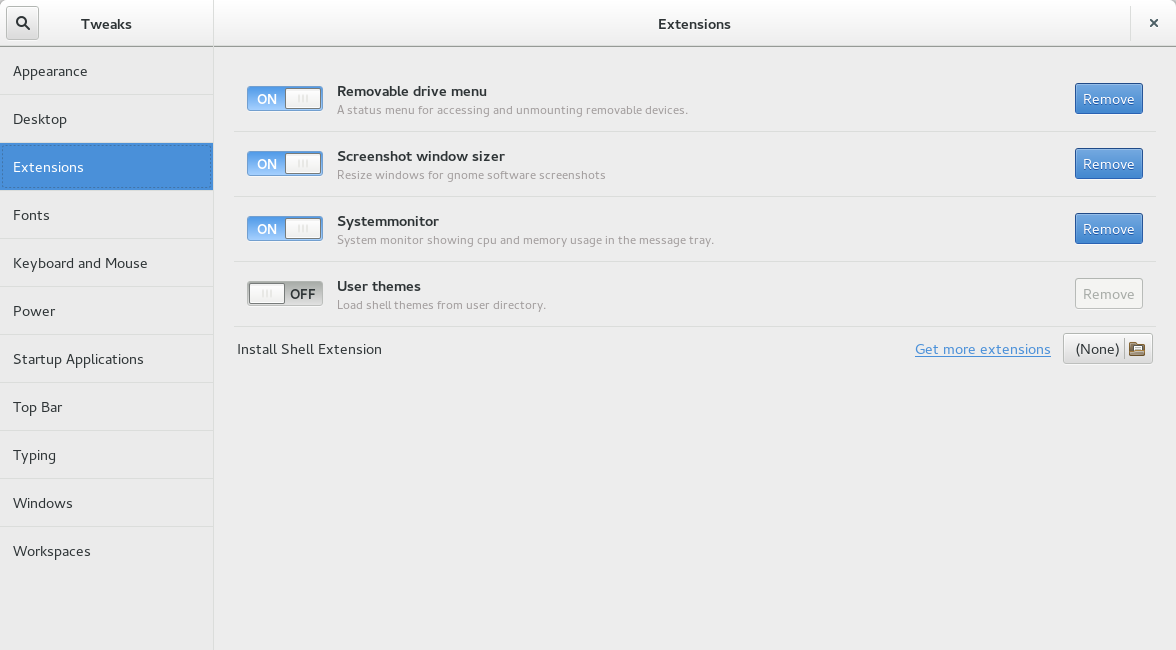 Tweaks
Extensions
Appearance
Desktop
Extensions
Fonts
Keyboard and Mouse
Power
Startup Applications
Top Bar
Typing
Windows
Workspaces
ON
Removable drive menu
A status menu for accessing and unmounting removable devices.
Remove
ON
Screenshot window sizer
Resize windows for gnome software screenshots
Remove
ON
Systemmonitor
System monitor showing cpu and memory usage in the message tray.
Remove
OFF
User themes
Load shell themes from user directory.
Remove
Install Shell Extension
Get more extensions
(None)